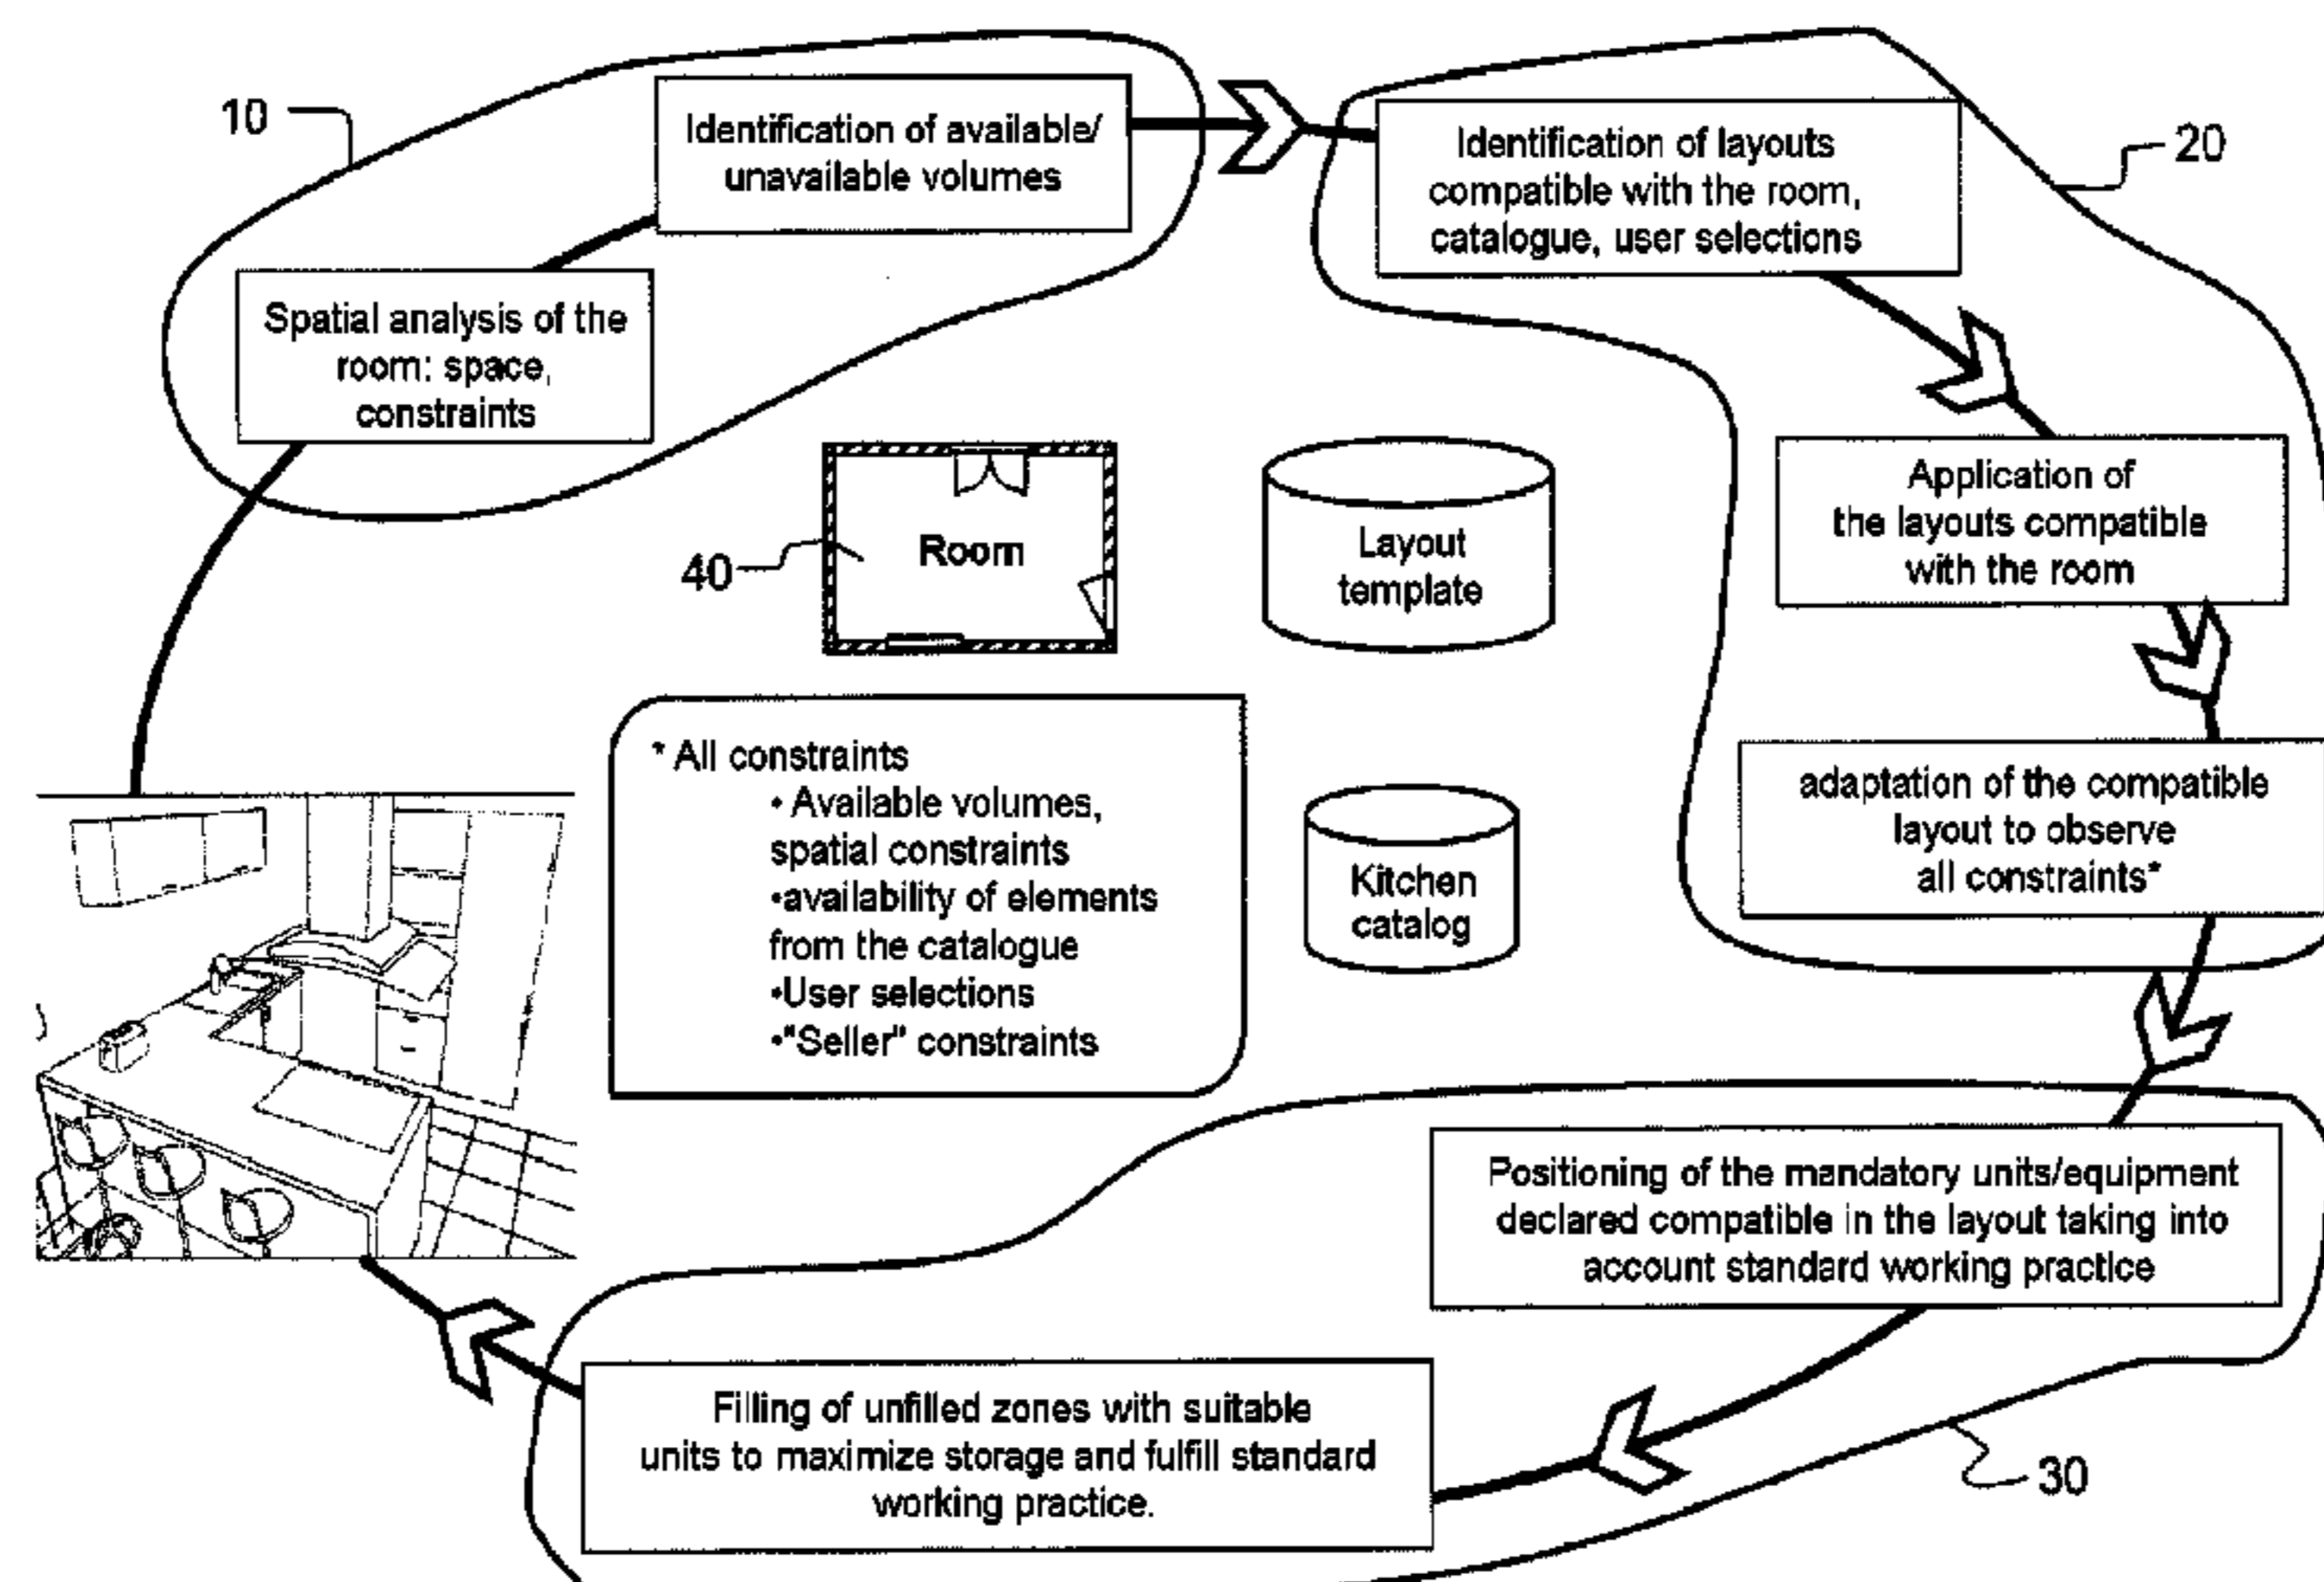 10
Identification of available/
unavailable volumes
Identification of layouts
compatible with the room,
catalogue, user selections
20
Spatial analysis of the
room: space,
constraints
Application of
the layouts compatible
with the room
40
Room
Layout
template
* All constraints
• Available volumes,
spatial constraints
•availability of elements
from the catalogue
•User selections
•"Seller" constraints
Kitchen
catalog
adaptation of the compatible
layout to observe
all constraints*
Positioning of the mandatory units/equipment
declared compatible in the layout taking into
account standard working practice
Filling of unfilled zones with suitable
units to maximize storage and fulfill standard
working practice.
30